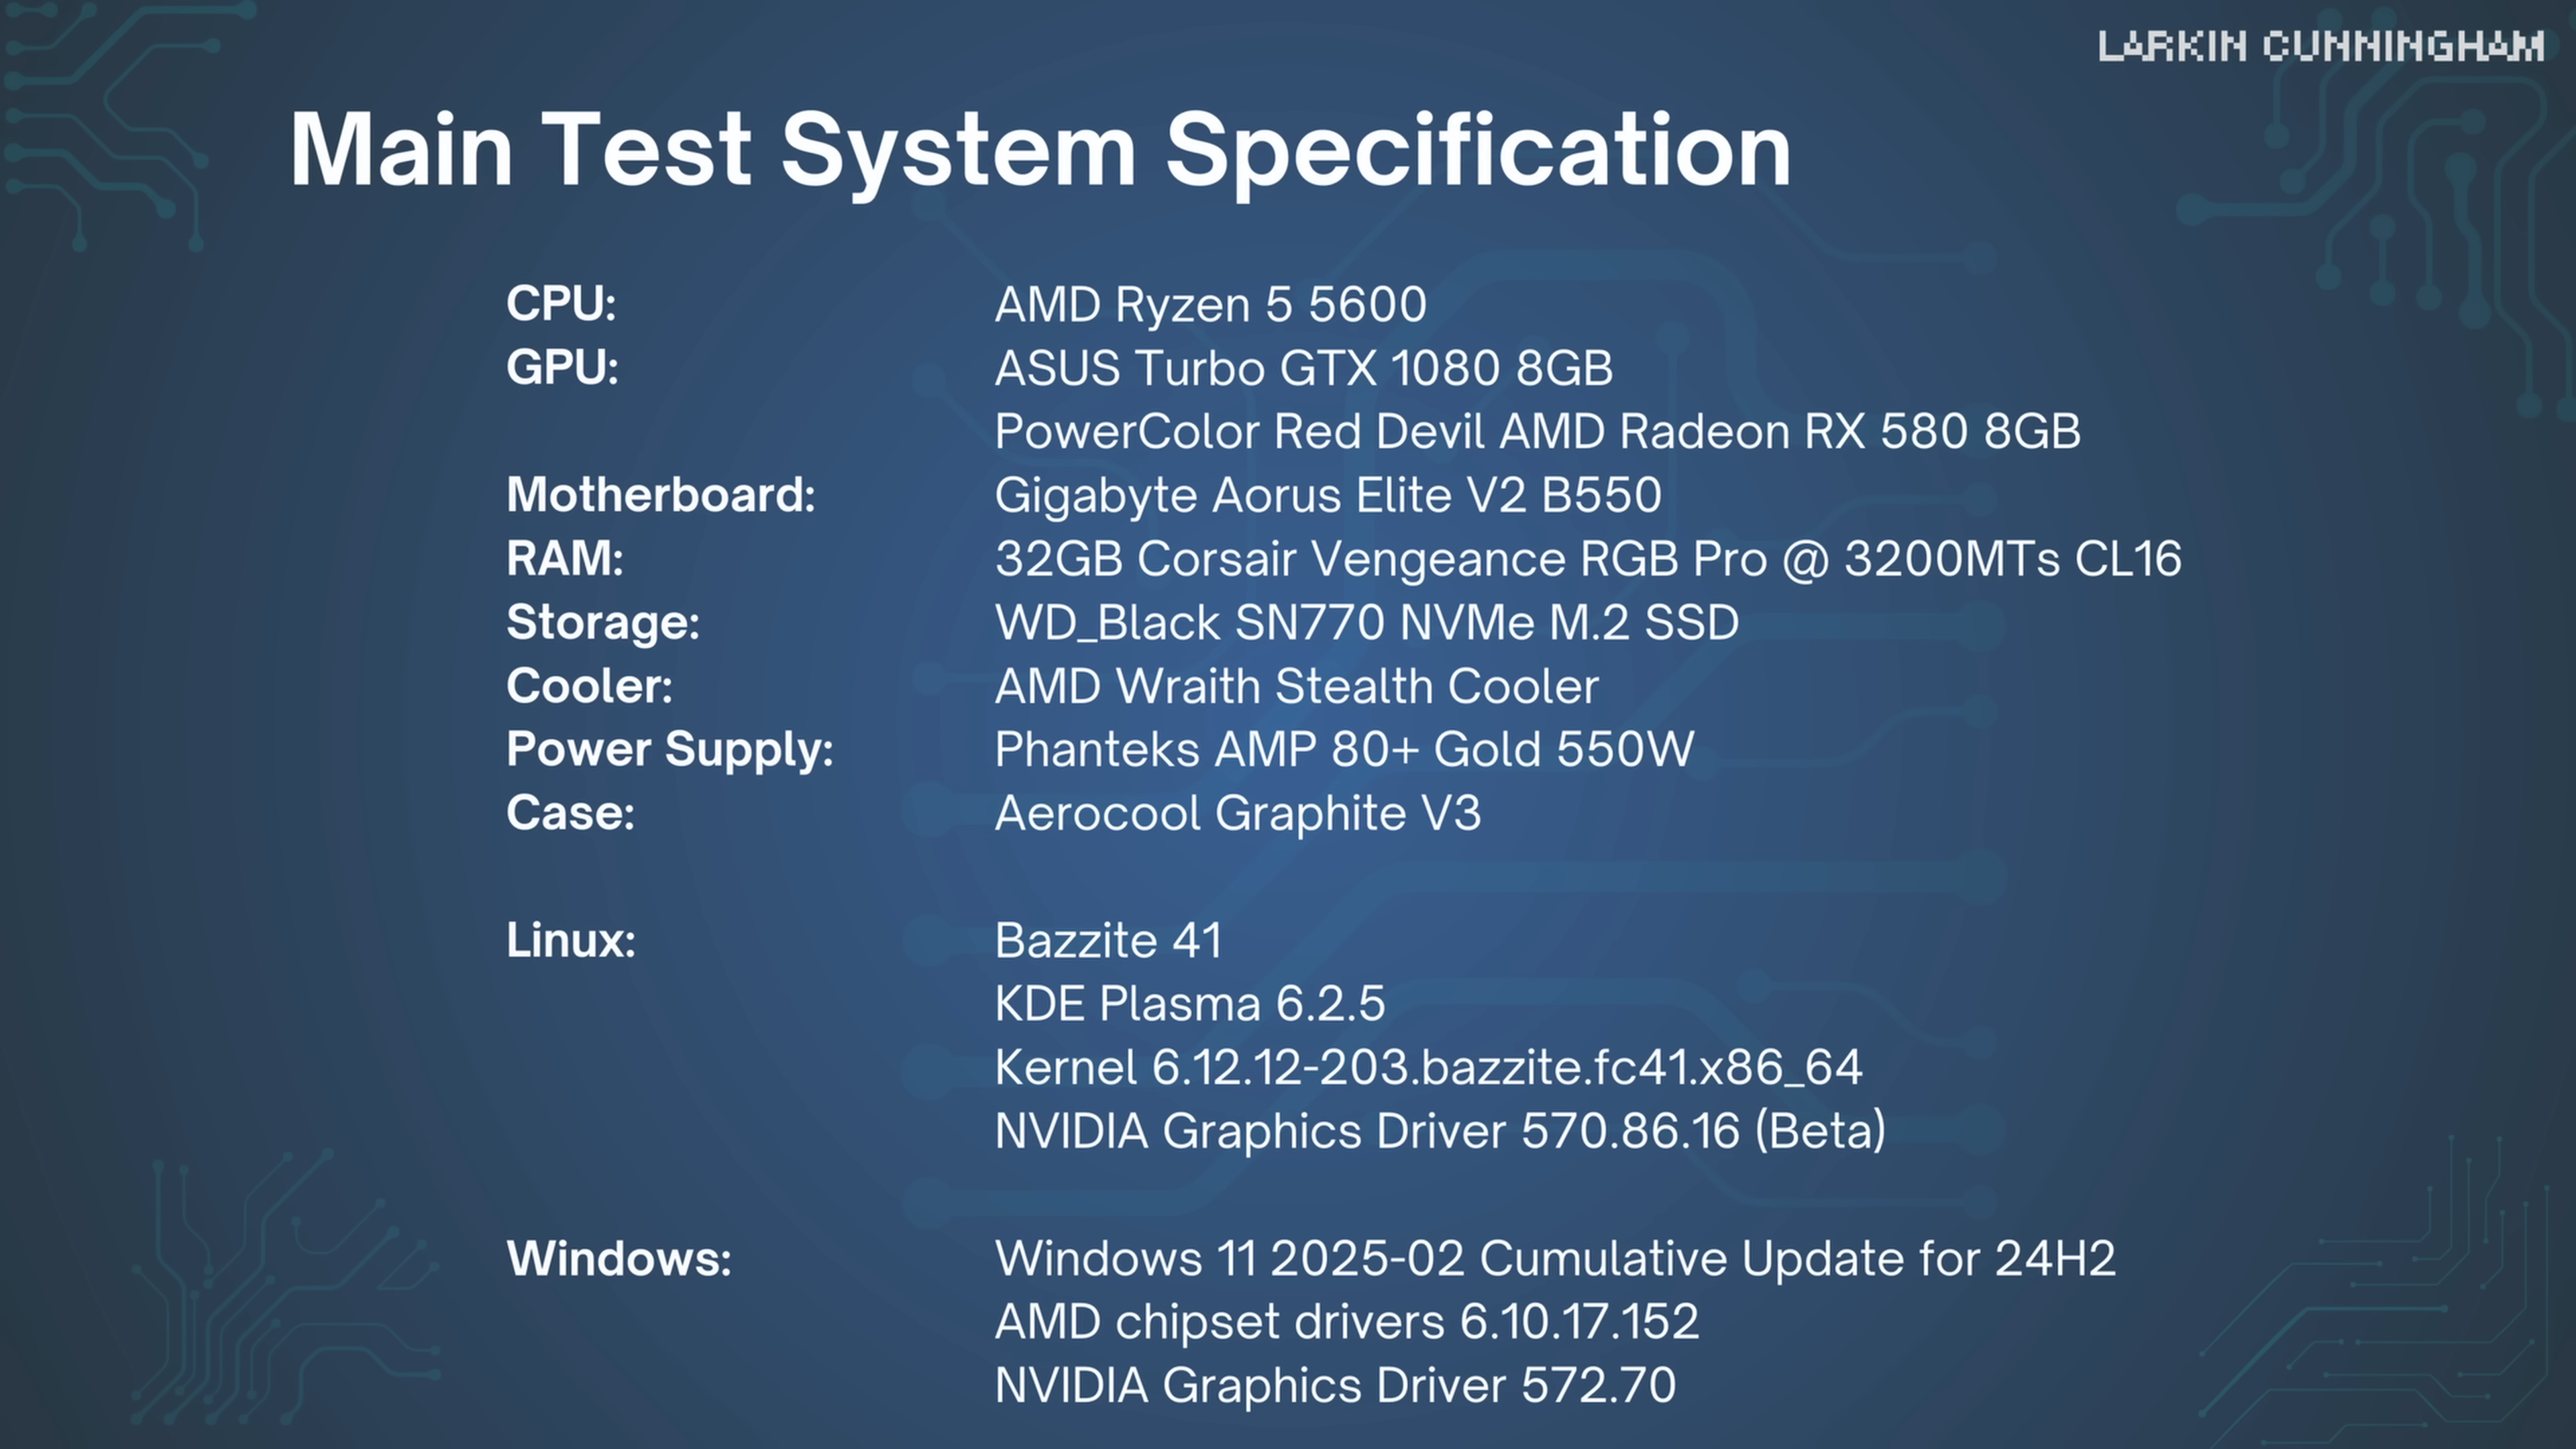 LARKIN CUNNINGHAM
Main Test System Specification
CPU: AMD Ryzen 5 5600
GPU: ASUS Turbo GTX 1080 8GB
PowerColor Red Devil AMD Radeon RX 580 8GB
Motherboard: Gigabyte Aorus Elite V2 B550
RAM: 32GB Corsair Vengeance RGB Pro @ 3200MTs CL16
Storage: WD_Black SN770 NVMe M.2 SSD
Cooler: AMD Wraith Stealth Cooler
Power Supply: Phanteks AMP 80+ Gold 550W
Case: Aerocool Graphite V3
Linux: Bazzite 41
KDE Plasma 6.2.5
Kernel 6.12.12-203.bazzite.fc41.x86_64
NVIDIA Graphics Driver 570.86.16 (Beta)
Windows: Windows 11 2025-02 Cumulative Update for 24H2
AMD chipset drivers 6.10.17.152
NVIDIA Graphics Driver 572.70